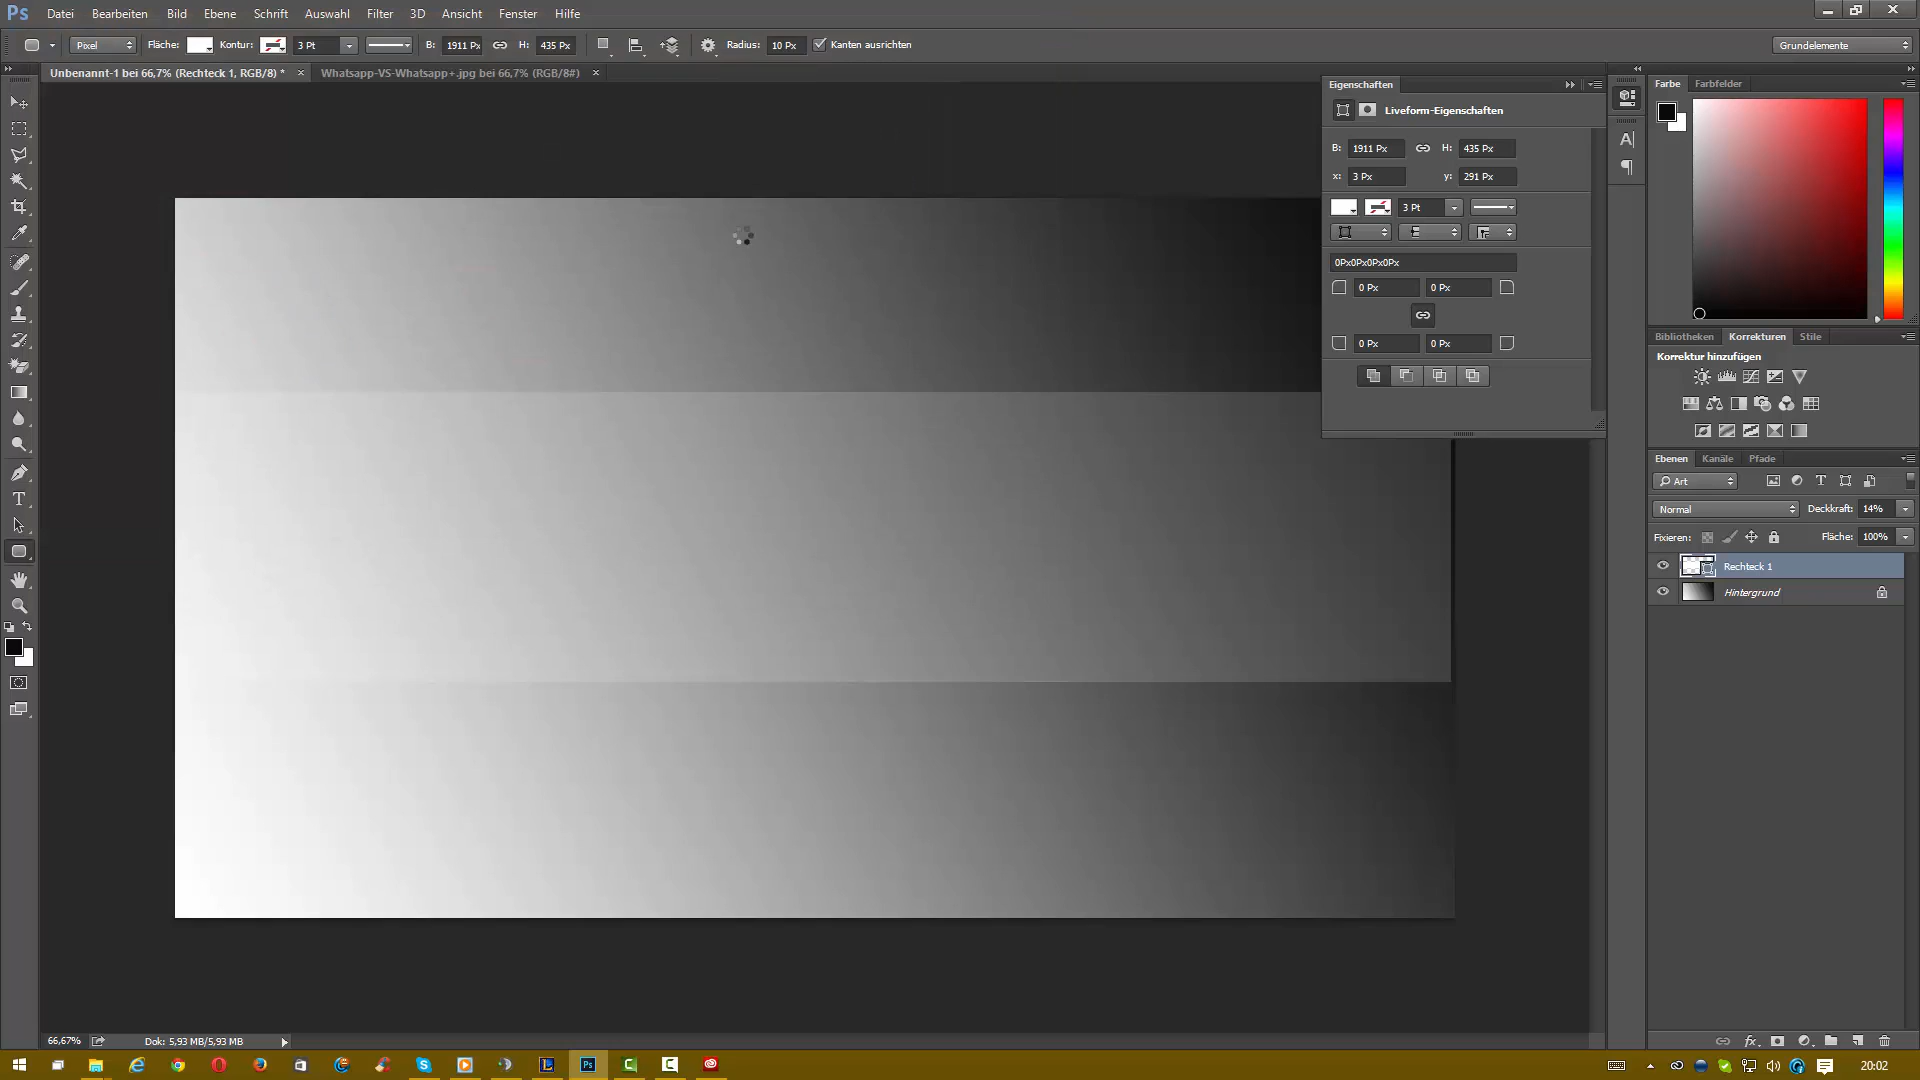 Ps Datei Bearbeiten Bild Ebene Schrift Auswahl Filter 3D Ansicht Fenster Hilfe
Pixel Fläche: Kontur: 3 Pt B: 1911 Px H: 435 Px Radius: 10 Px Kanten ausrichten Grundelemente
Unbenannt-1 bei 66,7% (Rechteck 1, RGB/8) * × Whatsapp-VS-Whatsapp+.jpg bei 66,7% (RGB/8#) ×
Eigenschaften
Liveform-Eigenschaften
B: 1911 Px H: 435 Px
x: 3 Px y: 291 Px
3 Pt
0Px0Px0Px0Px
0 Px 0 Px
0 Px 0 Px
Farbe Farbfelder
Bibliotheken Korrekturen Stile
Korrektur hinzufügen
Ebenen Kanäle Pfade
Art
Normal Deckkraft: 14%
Fixieren: Fläche: 100%
Rechteck 1
Hintergrund
66,67% Dok: 5,93 MB/5,93 MB
20:02